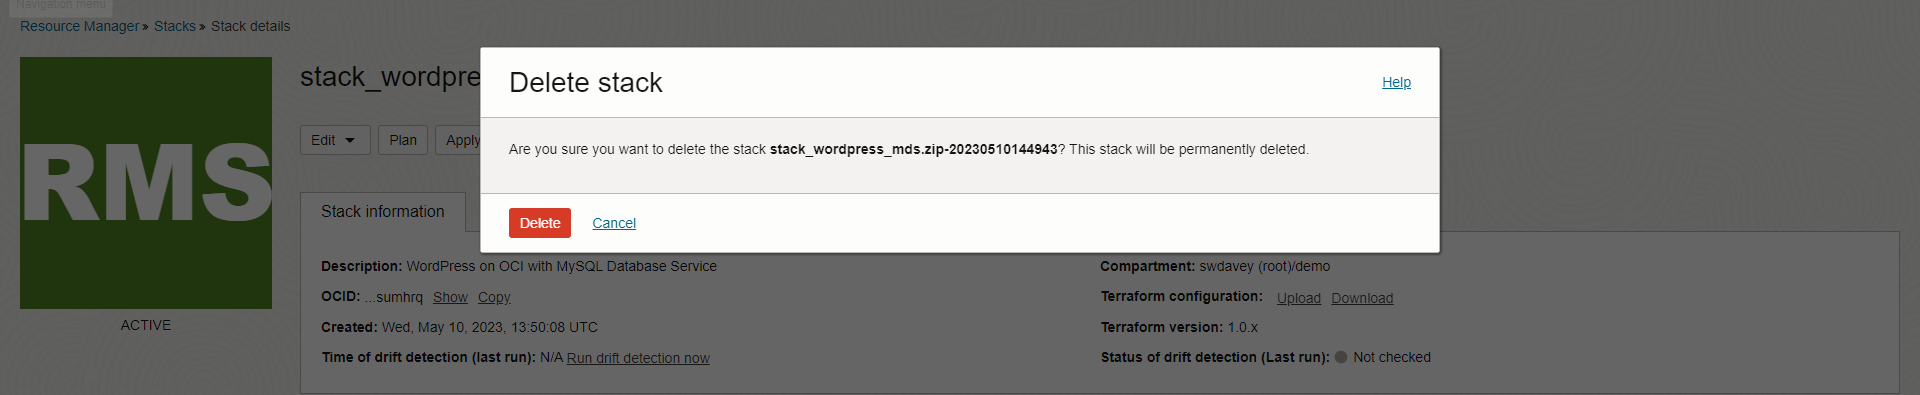 Navigation menu
Resource Manager » Stacks » Stack details
RMS
ACTIVE
stack_wordpre
Edit
Plan
Apply
Delete stack
Help
Are you sure you want to delete the stack stack_wordpress_mds.zip-20230510144943? This stack will be permanently deleted.
Delete
Cancel
Stack information
Description: WordPress on OCI with MySQL Database Service
OCID: ...sumhrq Show Copy
Created: Wed, May 10, 2023, 13:50:08 UTC
Time of drift detection (last run): N/A Run drift detection now
Compartment: swdavey (root)/demo
Terraform configuration: Upload Download
Terraform version: 1.0.x
Status of drift detection (Last run): Not checked